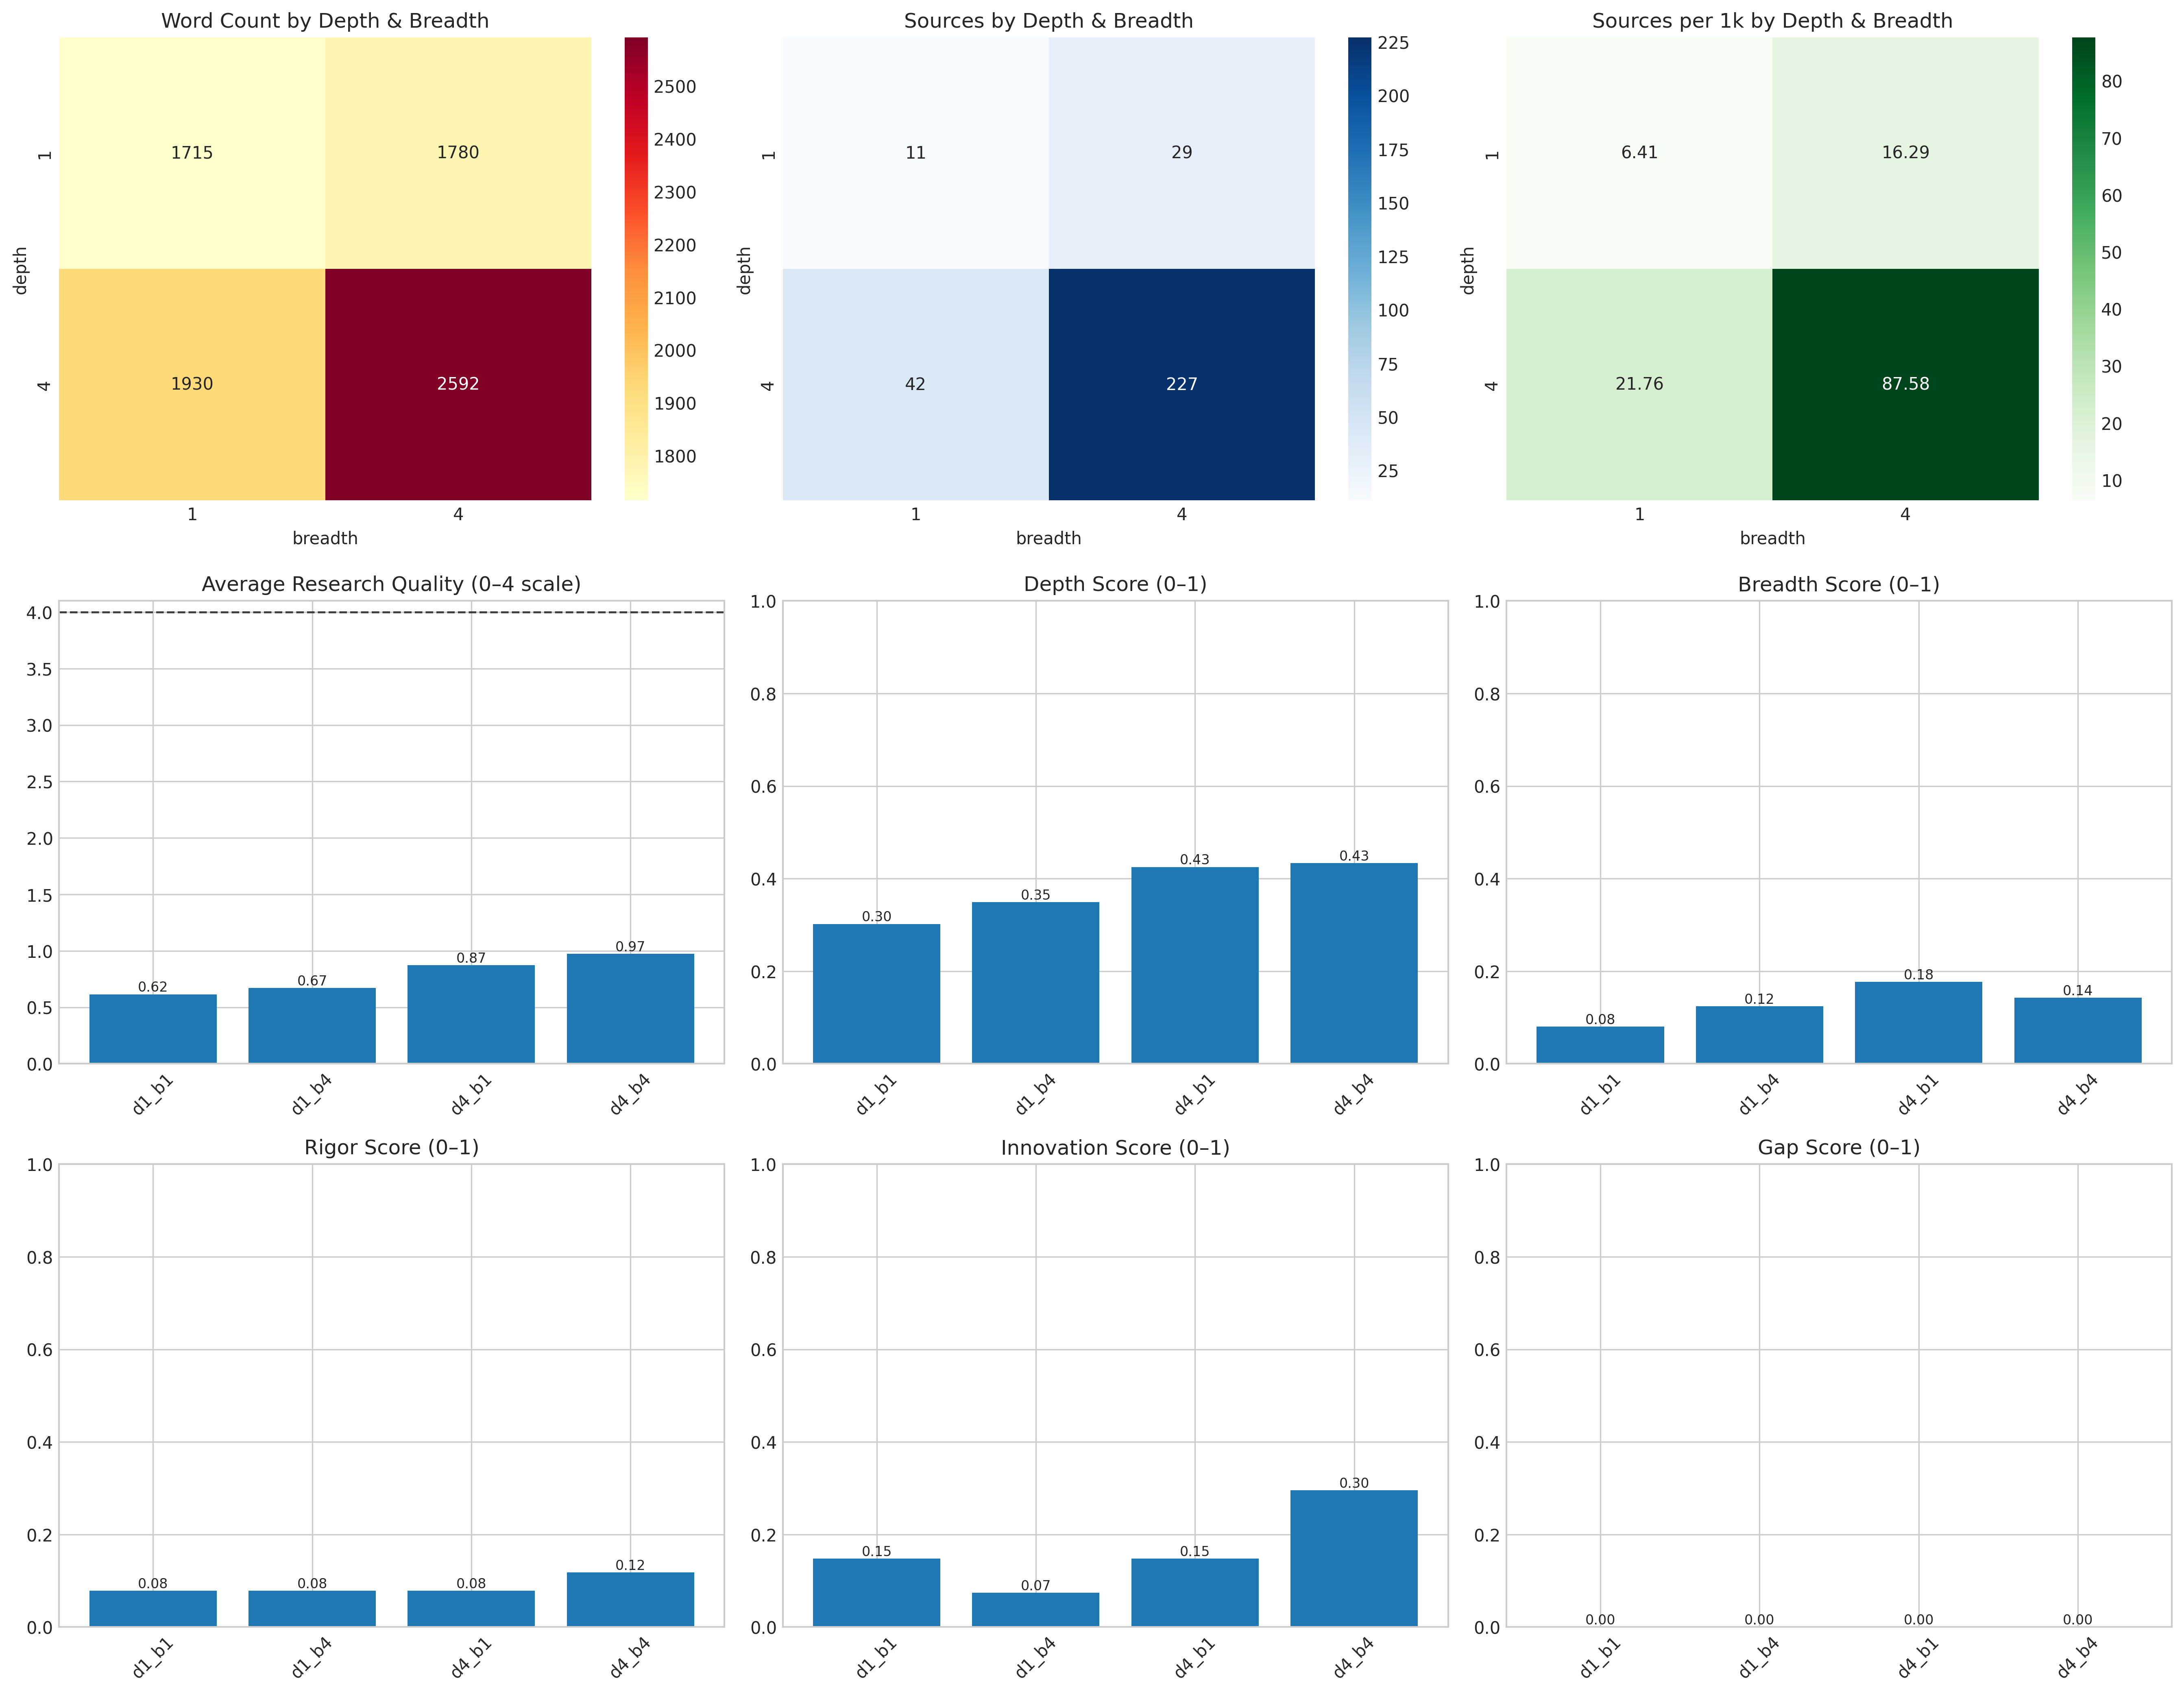 Word Count by Depth & Breadth
1715 1780
1930 2592
1 4
depth
1 4
breadth
2500
2400
2300
2200
2100
2000
1900
1800
Sources by Depth & Breadth
11 29
42 227
1 4
depth
1 4
breadth
225
200
175
150
125
100
75
50
25
Sources per 1k by Depth & Breadth
6.41 16.29
21.76 87.58
1 4
depth
1 4
breadth
80
70
60
50
40
30
20
10
Average Research Quality (0–4 scale)
4.0
3.5
3.0
2.5
2.0
1.5
1.0
0.5
0.0
0.62 0.67 0.87 0.97
d1_b1 d1_b4 d4_b1 d4_b4
Depth Score (0–1)
1.0
0.8
0.6
0.4
0.2
0.0
0.30 0.35 0.43 0.43
d1_b1 d1_b4 d4_b1 d4_b4
Breadth Score (0–1)
1.0
0.8
0.6
0.4
0.2
0.0
0.08 0.12 0.18 0.14
d1_b1 d1_b4 d4_b1 d4_b4
Rigor Score (0–1)
1.0
0.8
0.6
0.4
0.2
0.0
0.08 0.08 0.08 0.12
d1_b1 d1_b4 d4_b1 d4_b4
Innovation Score (0–1)
1.0
0.8
0.6
0.4
0.2
0.0
0.15 0.07 0.15 0.30
d1_b1 d1_b4 d4_b1 d4_b4
Gap Score (0–1)
1.0
0.8
0.6
0.4
0.2
0.0
0.00 0.00 0.00 0.00
d1_b1 d1_b4 d4_b1 d4_b4